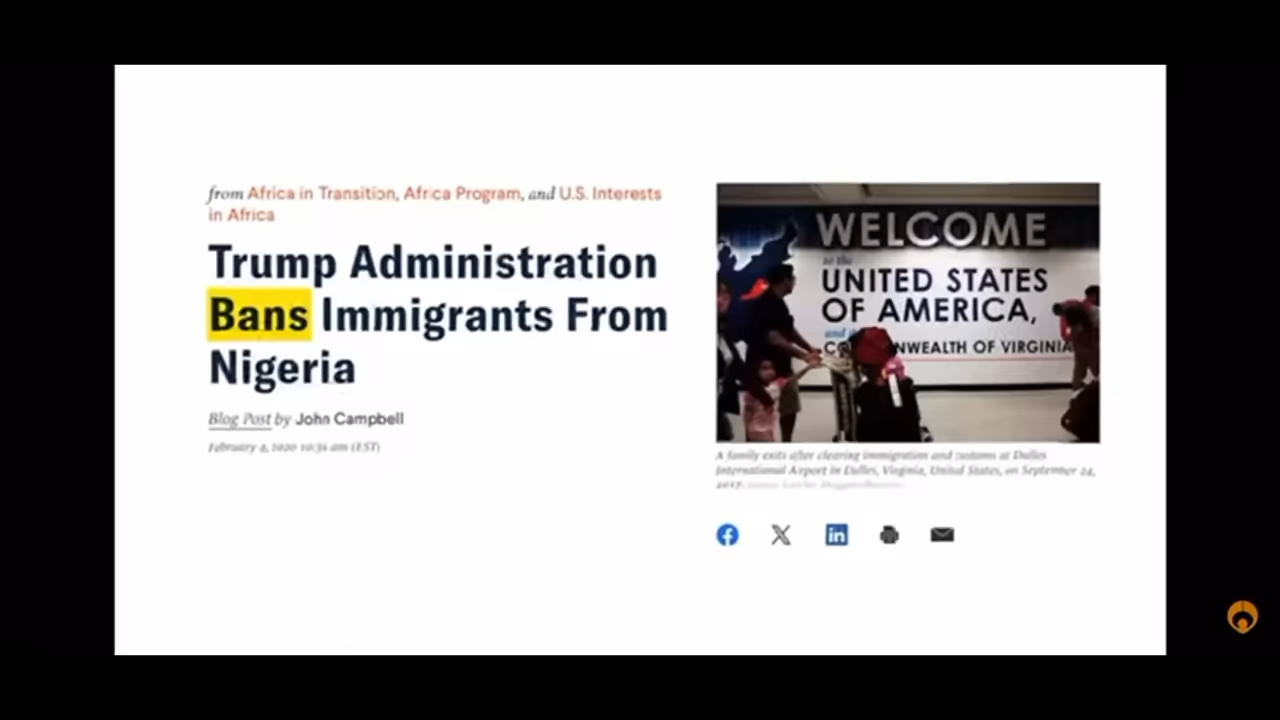 from Africa in Transition, Africa Program, and U.S. Interests
in Africa
Trump Administration
Bans Immigrants From
Nigeria
Blog Post by John Campbell
February 4, 2020 10:36 am (EST)
WELCOME
to the
UNITED STATES
OF AMERICA,
and
WEALTH OF VIRGINIA
A family exits after clearing immigration and customs at Dulles
International Airport in Dulles, Virginia, United States, on September 24,
2017.